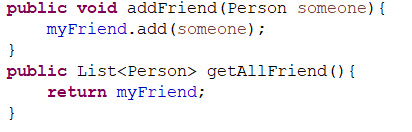 public void addFriend(Person someone){
    myFriend.add(someone);
}
public List<Person> getAllFriend(){
    return myFriend;
}